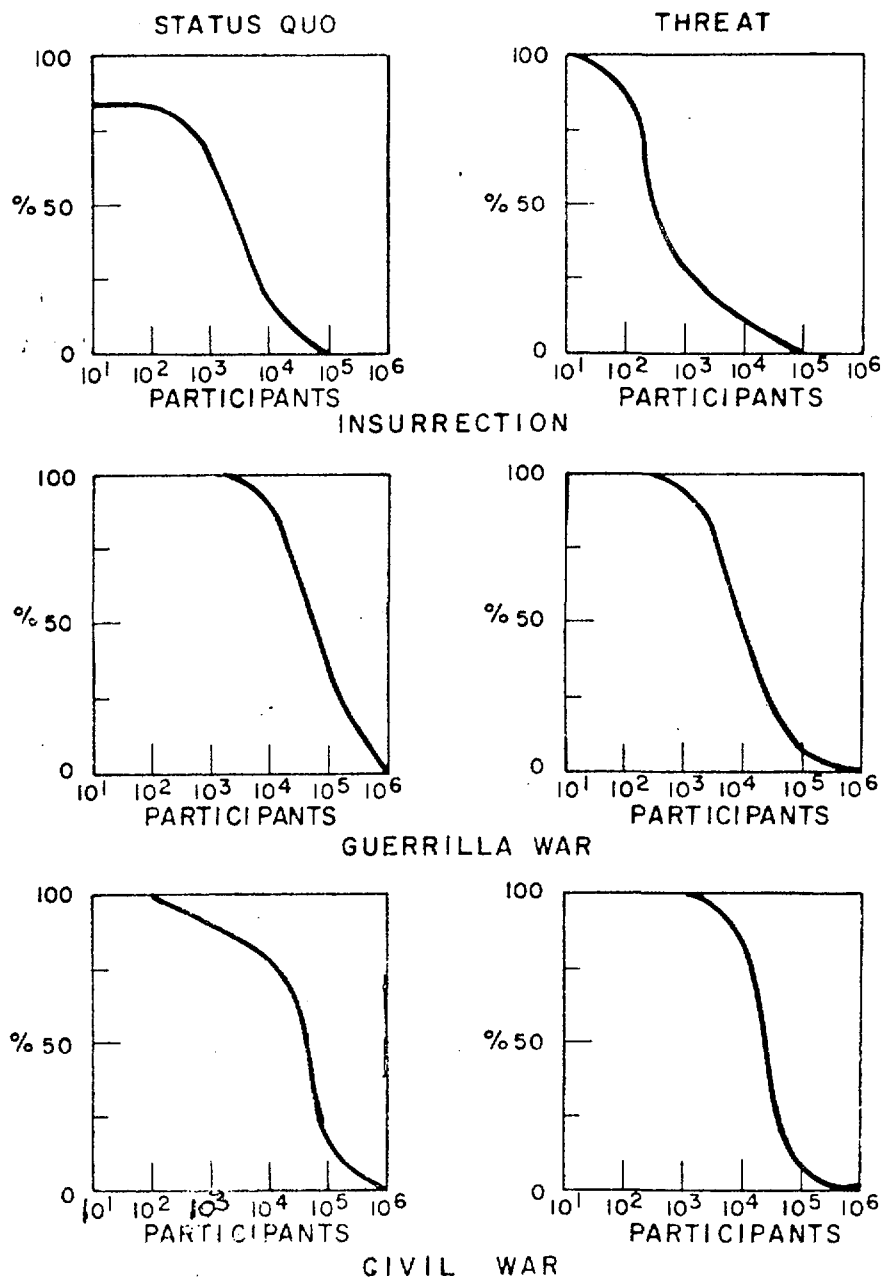 STATUS QUO THREAT
100 100
% 50 % 50
0 0
10¹ 10² 10³ 10⁴ 10⁵ 10⁶ 10¹ 10² 10³ 10⁴ 10⁵ 10⁶
PARTICIPANTS PARTICIPANTS
INSURRECTION
100 100
% 50 % 50
0 0
10¹ 10² 10³ 10⁴ 10⁵ 10⁶ 10¹ 10² 10³ 10⁴ 10⁵ 10⁶
PARTICIPANTS PARTICIPANTS
GUERRILLA WAR
100 100
% 50 % 50
0 0
10¹ 10² 10³ 10⁴ 10⁵ 10⁶ 10¹ 10² 10³ 10⁴ 10⁵ 10⁶
PARTICIPANTS PARTICIPANTS
CIVIL WAR